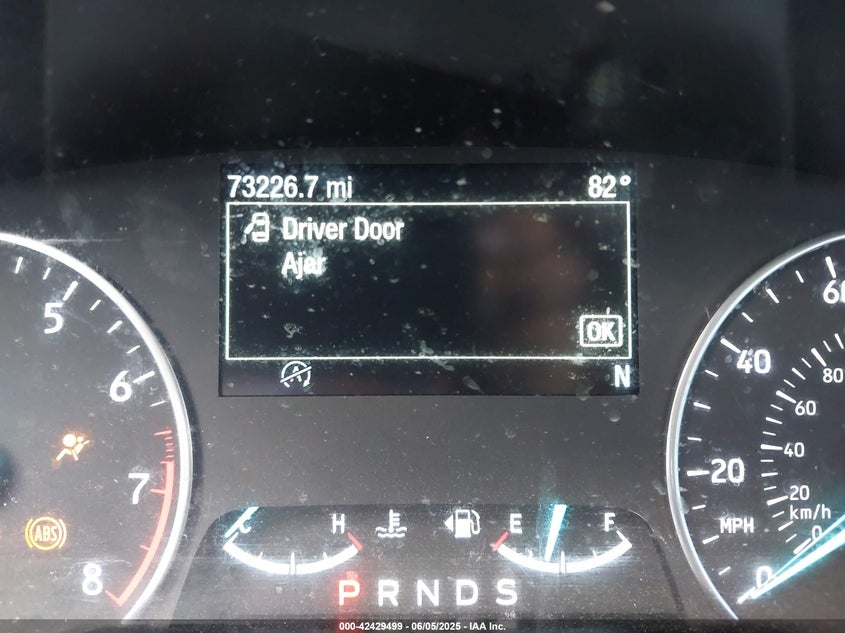 73226.7 mi 82°
Driver Door
Ajar
OK
N
5
6
7
8
ABS
C H E F
P R N D S
60
40
20
0
MPH
80
60
40
20
km/h
0
000-42429499 - 06/05/2025 - IAA Inc.